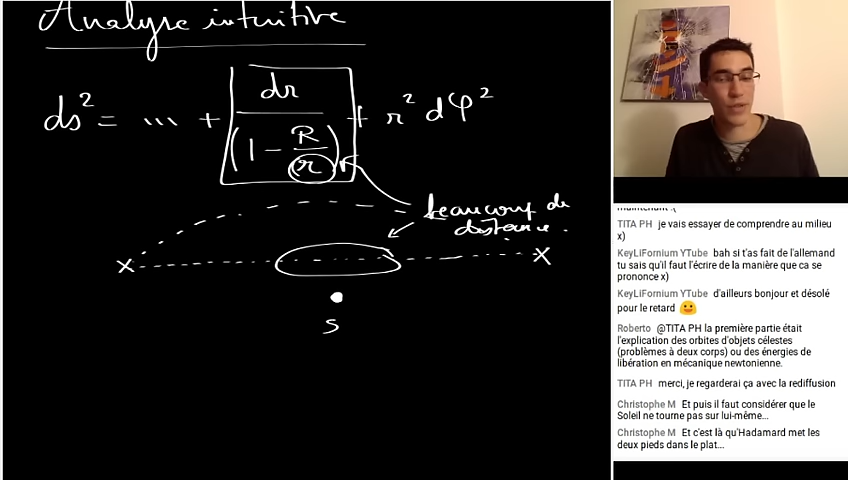 Analyse intuitive
ds² = ... + dr / (1 - R/r) + r² dφ²
beaucoup de
distance.
x x
S
TITA PH je vais essayer de comprendre au milieu
x)
KeyLiFornium YTube bah si t'as fait de l'allemand
tu sais qu'il faut l'écrire de la manière que ca se
prononce x)
KeyLiFornium YTube d'ailleurs bonjour et désolé
pour le retard
Roberto @TITA PH la première partie était
l'explication des orbites d'objets célestes
(problèmes à deux corps) ou des énergies de
libération en mécanique newtonienne.
TITA PH merci, je regarderai ça avec la rediffusion
Christophe M Et puis il faut considérer que le
Soleil ne tourne pas sur lui-même...
Christophe M Et c'est là qu'Hadamard met les
deux pieds dans le plat...